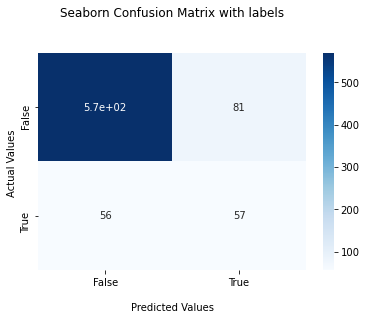 Seaborn Confusion Matrix with labels
False
5.7e+02
81
True
56
57
Actual Values
False
True
Predicted Values
500
400
300
200
100